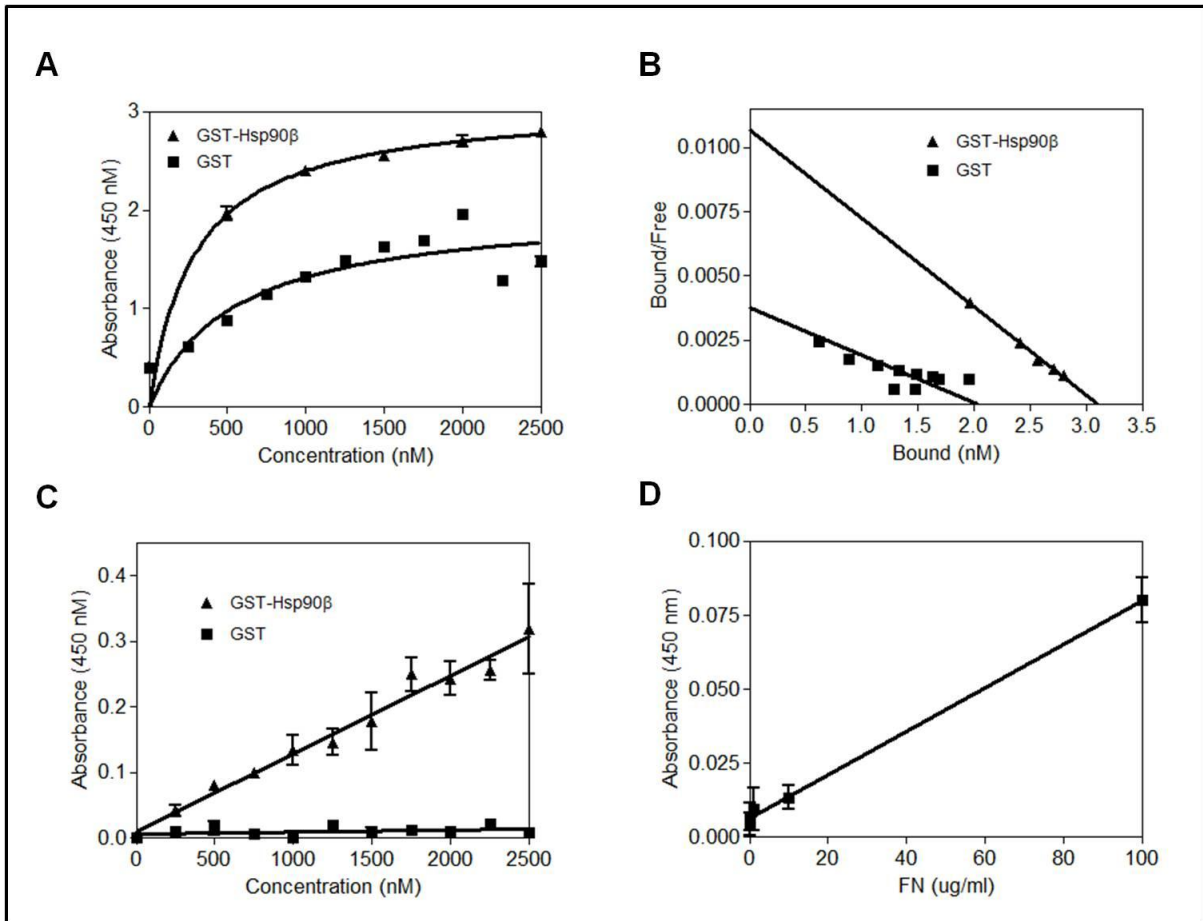 A
3
2
1
0
Absorbance (450 nM)
GST-Hsp90β
GST
0 500 1000 1500 2000 2500
Concentration (nM)
B
0.0100
0.0075
0.0050
0.0025
0.0000
Bound/Free
GST-Hsp90β
GST
0.0 0.5 1.0 1.5 2.0 2.5 3.0 3.5
Bound (nM)
C
0.4
0.3
0.2
0.1
0.0
Absorbance (450 nM)
GST-Hsp90β
GST
0 500 1000 1500 2000 2500
Concentration (nM)
D
0.100
0.075
0.050
0.025
0.000
Absorbance (450 nm)
0 20 40 60 80 100
FN (ug/ml)